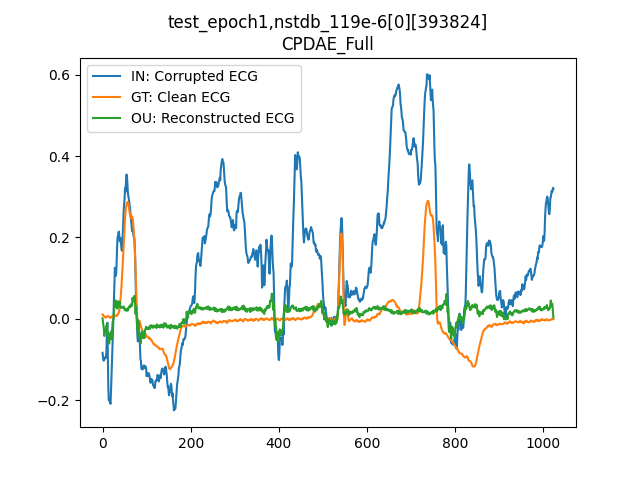 test_epoch1,nstdb_119e-6[0][393824]
CPDAE_Full
IN: Corrupted ECG
GT: Clean ECG
OU: Reconstructed ECG
0.6
0.4
0.2
0.0
−0.2
0 200 400 600 800 1000